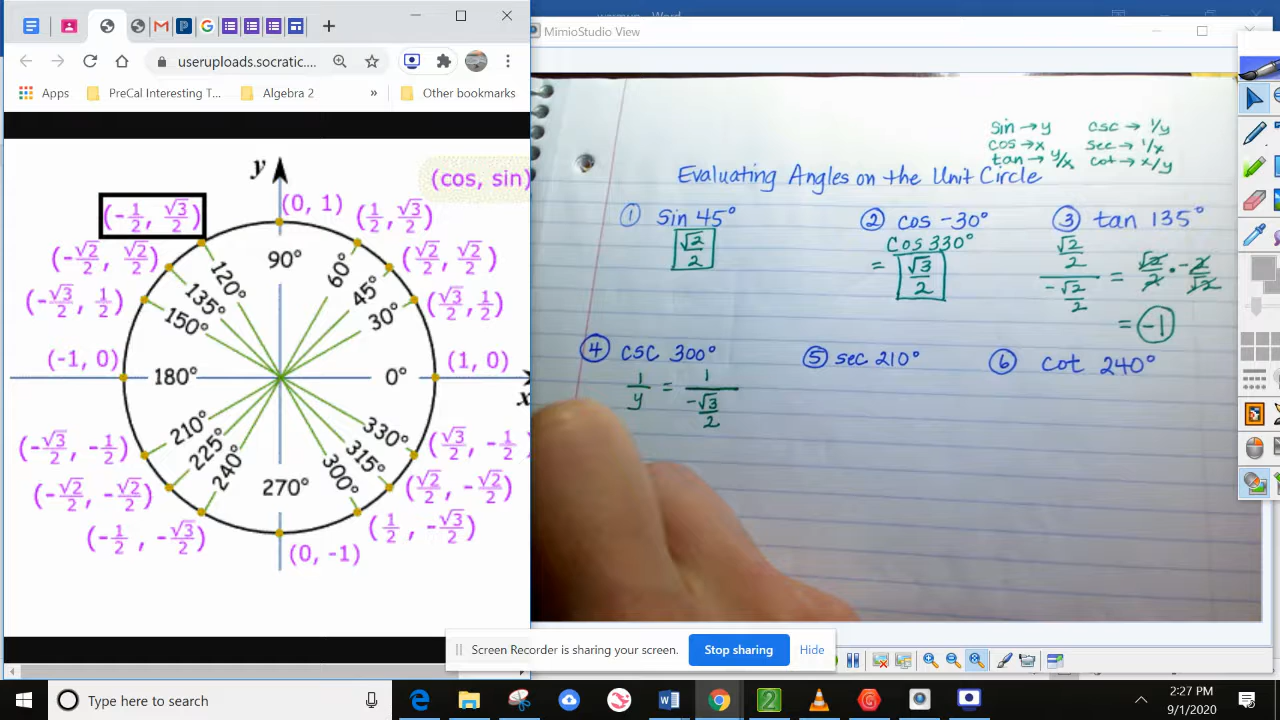 warmup - Word
MimioStudio View
useruploads.socratic....
Apps
PreCal Interesting T...
Algebra 2
»
Other bookmarks
y
(cos, sin)
(0, 1)
(-1/2, √3/2)
(1/2, √3/2)
(-√2/2, √2/2)
(√2/2, √2/2)
(-√3/2, 1/2)
(√3/2, 1/2)
90°
120°
60°
135°
45°
150°
30°
(-1, 0)
180°
0°
(1, 0)
x
210°
330°
225°
315°
240°
300°
270°
(-√3/2, -1/2)
(√3/2, -1/2
(-√2/2, -√2/2)
(√2/2, -√2/2)
(-1/2, -√3/2)
(1/2, -√3/2)
(0, -1)
sin → y csc → 1/y
cos → x sec → 1/x
tan → y/x cot → x/y
Evaluating Angles on the Unit Circle
① sin 45°
√2/2
② cos -30°
cos 330°
= √3/2
③ tan 135°
√2/2 / -√2/2 = √2/2 · -2/√2
= -1
④ csc 300°
1/y = 1 / -√3/2
⑤ sec 210°
⑥ cot 240°
Screen Recorder is sharing your screen.
Stop sharing
Hide
Type here to search
2:27 PM
9/1/2020